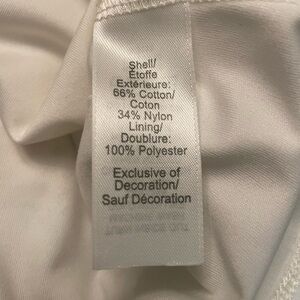 Shell/
Étoffe
Extérieure:
66% Cotton/
Coton
34% Nylon
Lining/
Doublure:
100% Polyester
Exclusive of
Decoration/
Sauf Décoration